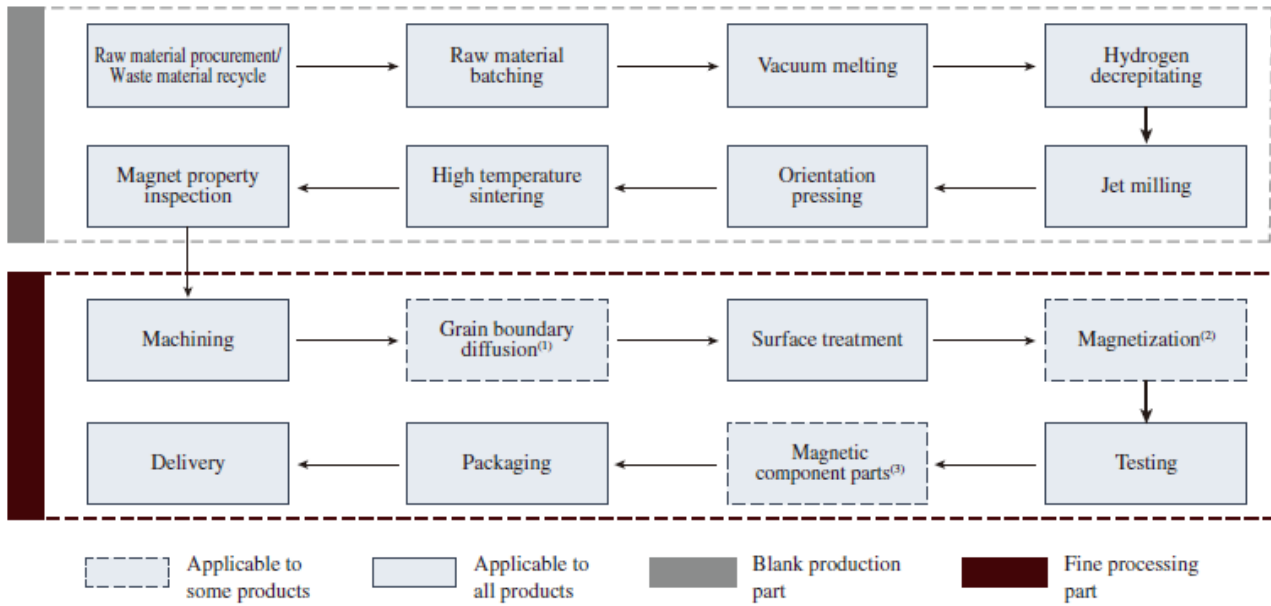 Raw material procurement/
Waste material recycle
Raw material
batching
Vacuum melting
Hydrogen
decrepitating
Magnet property
inspection
High temperature
sintering
Orientation
pressing
Jet milling
Machining
Grain boundary
diffusion(1)
Surface treatment
Magnetization(2)
Delivery
Packaging
Magnetic
component parts(3)
Testing
Applicable to
some products
Applicable to
all products
Blank production
part
Fine processing
part